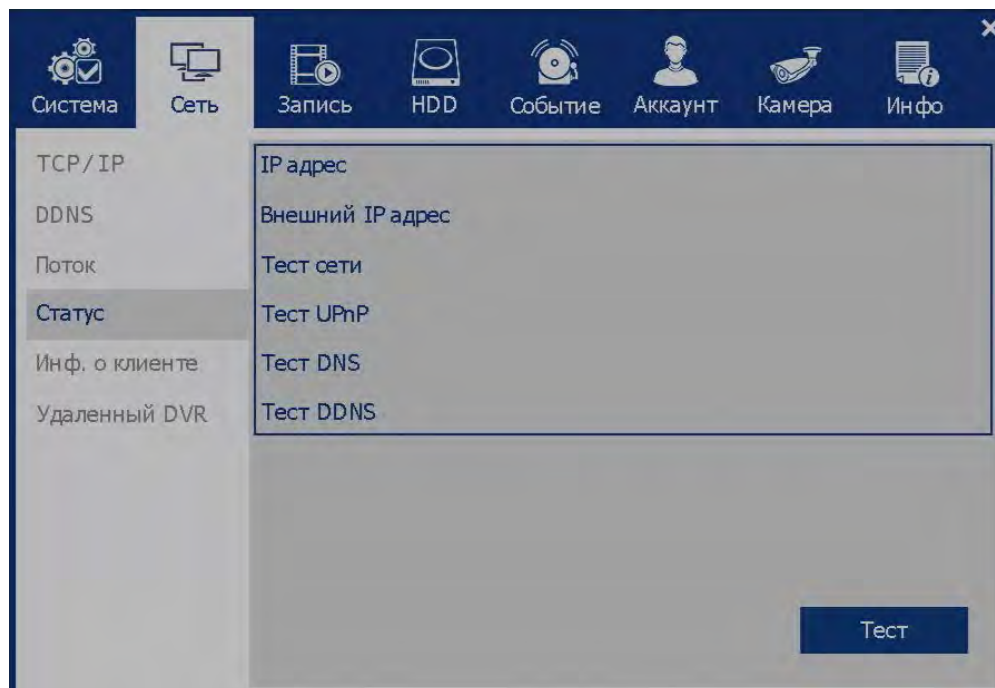 Система Сеть Запись HDD Событие Аккаунт Камера Инфо
TCP/IP
DDNS
Поток
Статус
Инф. о клиенте
Удаленный DVR
IP адрес
Внешний IP адрес
Тест сети
Тест UPnP
Тест DNS
Тест DDNS
Тест